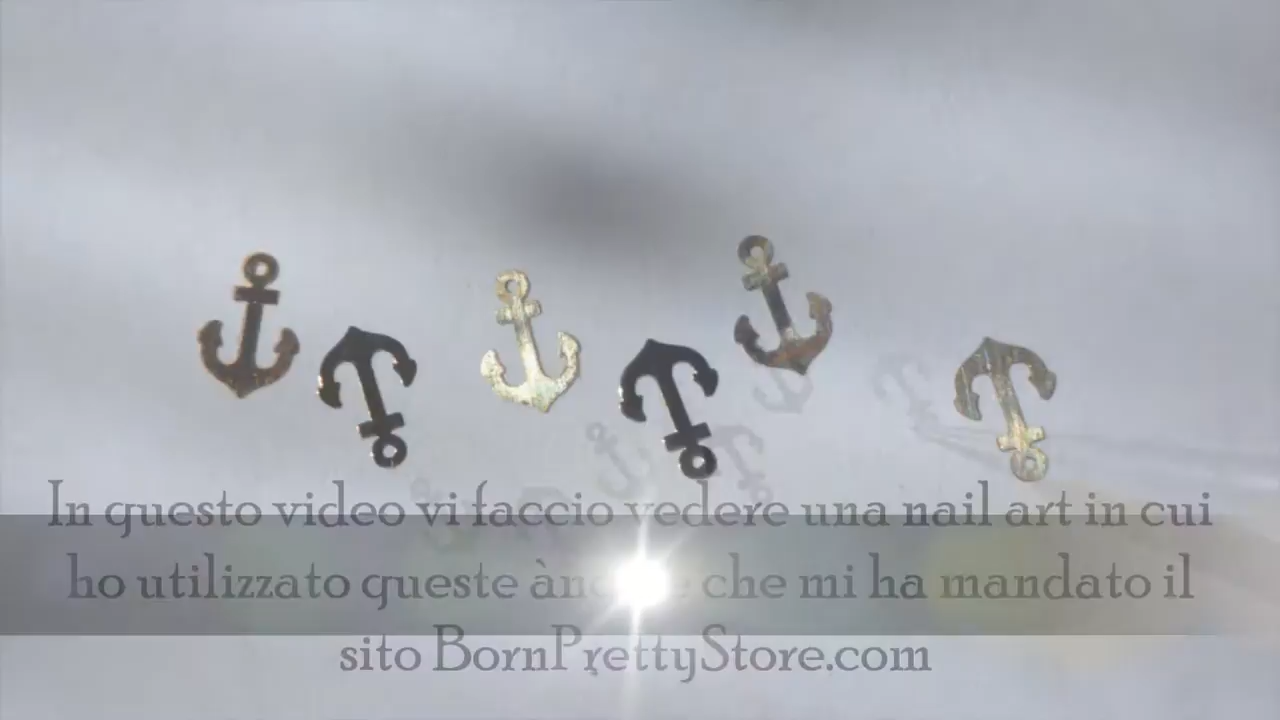 In questo video vi faccio vedere una nail art in cui
ho utilizzato queste che mi ha mandato il
sito BornPrettyStore.com